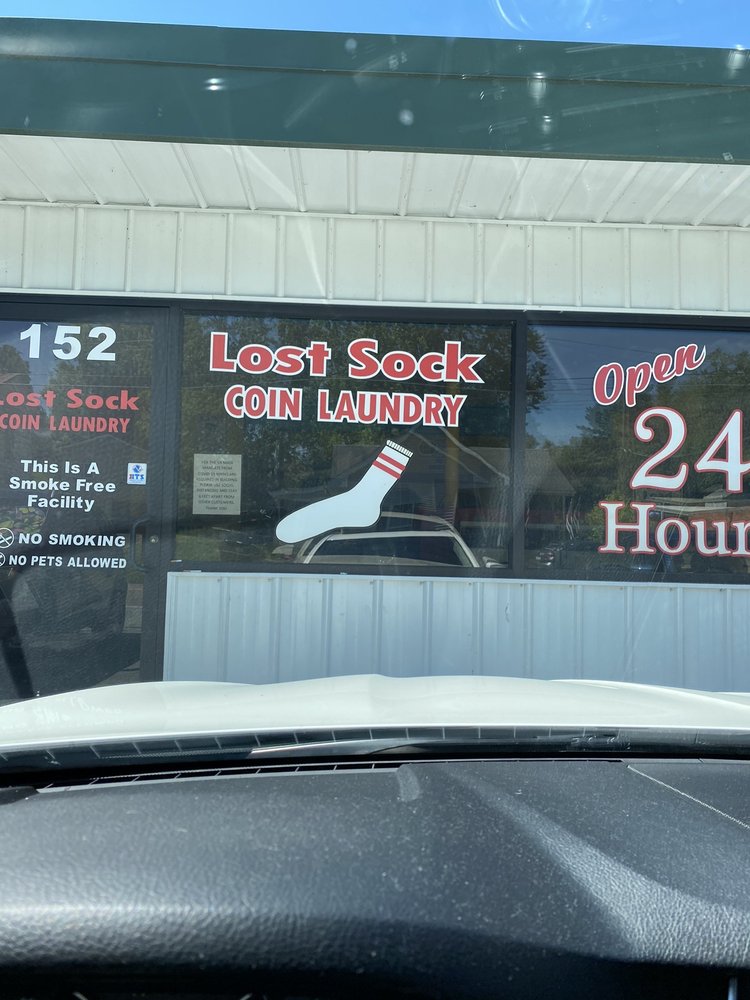 152
Lost Sock
COIN LAUNDRY
This Is A
Smoke Free
Facility
NO SMOKING
NO PETS ALLOWED
Lost Sock
COIN LAUNDRY
Open
24
Hour